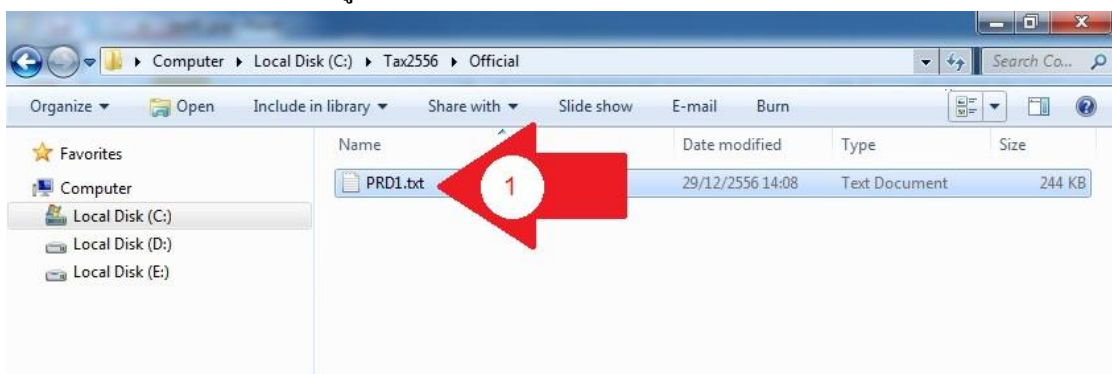 Computer ▸ Local Disk (C:) ▸ Tax2556 ▸ Official
Search Co...
Organize Open Include in library Share with Slide show E-mail Burn
Name Date modified Type Size
Favorites
PRD1.txt 29/12/2556 14:08 Text Document 244 KB
1
Computer
Local Disk (C:)
Local Disk (D:)
Local Disk (E:)